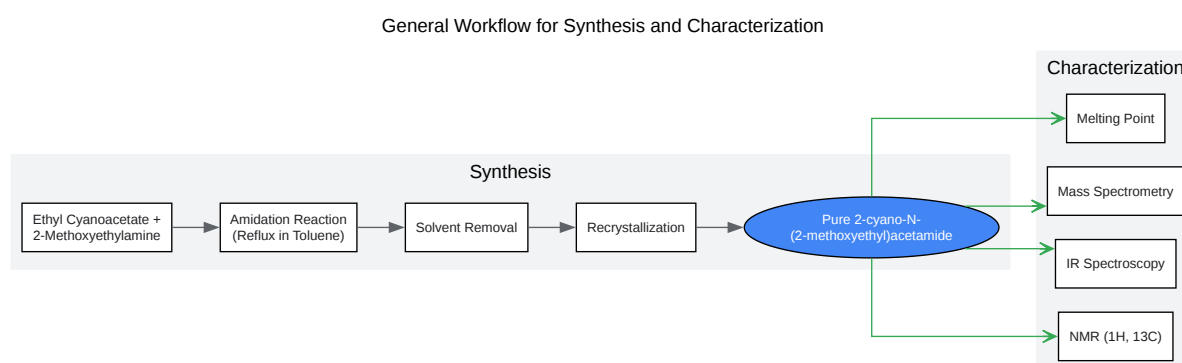 General Workflow for Synthesis and Characterization
Characterization
Melting Point
Synthesis
Mass Spectrometry
Ethyl Cyanoacetate +
2-Methoxyethylamine
Amidation Reaction
(Reflux in Toluene)
Solvent Removal
Recrystallization
Pure 2-cyano-N-
(2-methoxyethyl)acetamide
IR Spectroscopy
NMR (1H, 13C)